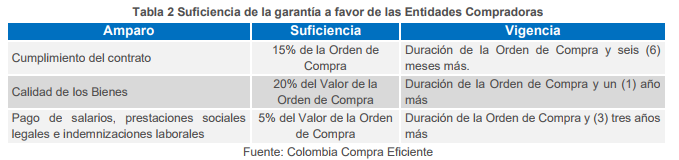 Tabla 2 Suficiencia de la garantía a favor de las Entidades Compradoras
Amparo Suficiencia Vigencia
Cumplimiento del contrato
15% de la Orden de
Compra
Duración de la Orden de Compra y seis (6)
meses más.
Calidad de los Bienes
20% del Valor de la
Orden de Compra
Duración de la Orden de Compra y un (1) año
más
Pago de salarios, prestaciones sociales
legales e indemnizaciones laborales
5% del Valor de la Orden
de Compra
Duración de la Orden de Compra y (3) tres años
más
Fuente: Colombia Compra Eficiente